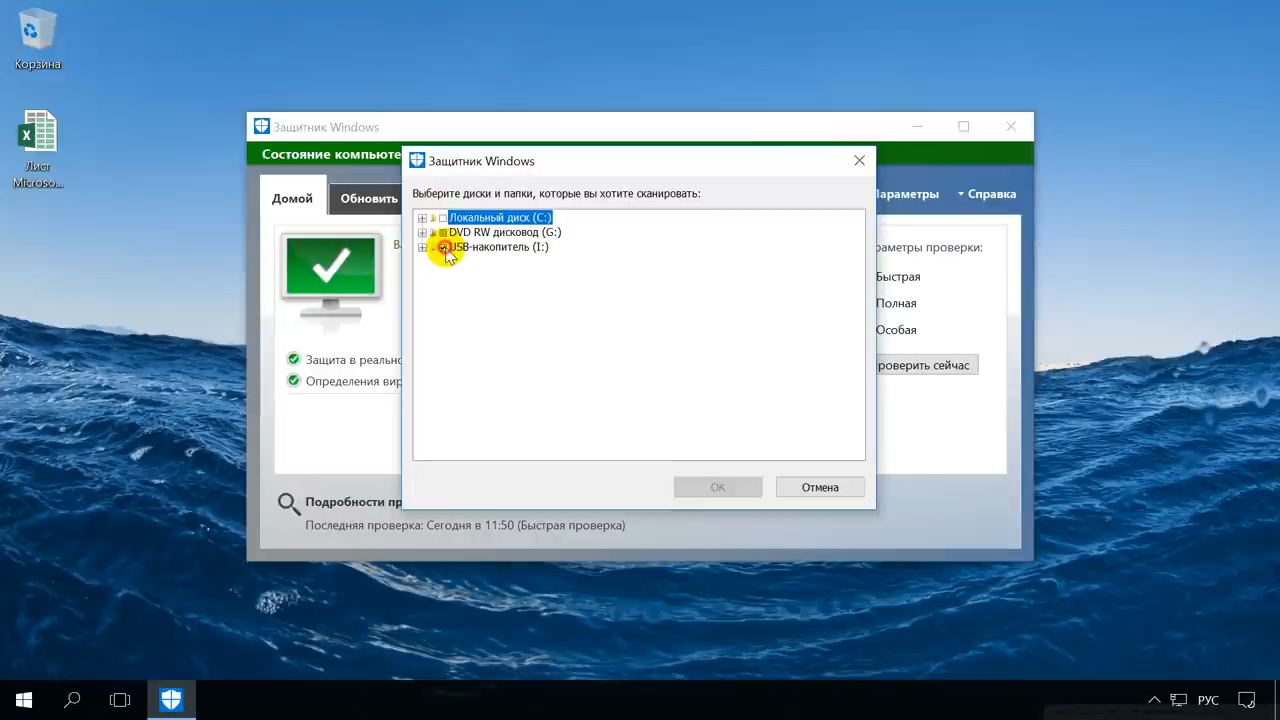 Корзина
Лист
Microso...
Защитник Windows
Состояние компьюте
Защитник Windows
Выберите диски и папки, которые вы хотите сканировать:
Локальный диск (C:)
DVD RW дисковод (G:)
USB-накопитель (I:)
OK
Отмена
Домой
Обновить
Параметры
Справка
раметры проверки:
Быстрая
Полная
Особая
роверить сейчас
Защита в реально
Определения вир
Подробности пр
Последняя проверка: Сегодня в 11:50 (Быстрая проверка)
РУС